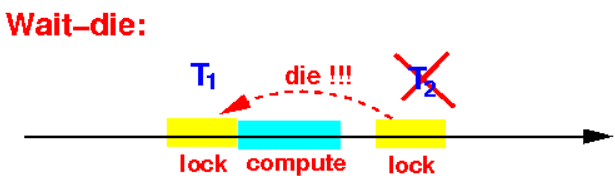 Wait–die:
T1 die !!! T2
lock compute lock